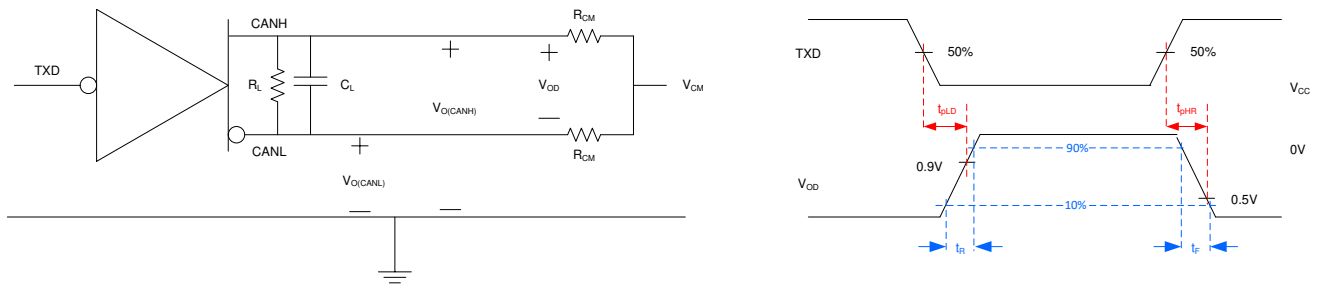 CANH
RCM
TXD
RL
CL
VO(CANH)
VOD
VCM
CANL
RCM
VO(CANL)
TXD
50%
50%
VCC
tpLD
tpHR
90%
0V
0.9V
VOD
10%
0.5V
tR
tF